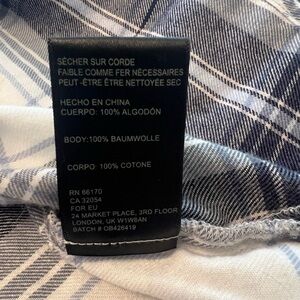 SÉCHER SUR CORDE
FAIBLE COMME FER NÉCESSAIRES
PEUT-ÊTRE ÊTRE NETTOYÉE SEC
HECHO EN CHINA
CUERPO: 100% ALGODÓN
BODY:100% BAUMWOLLE
CORPO: 100% COTONE
RN 66170
CA 32054
FOR EU
24 MARKET PLACE, 3RD FLOOR
LONDON, UK W1W8AN
BATCH # OB426419